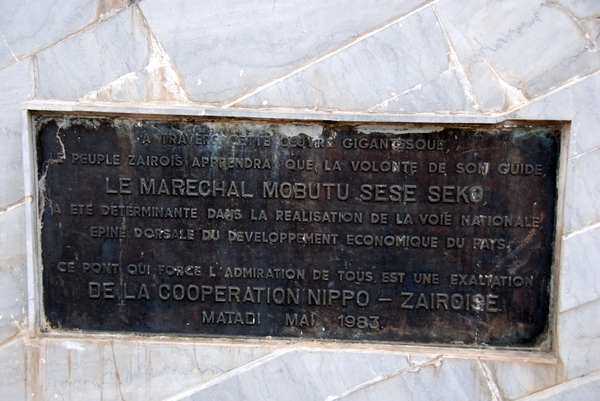 A TRAVERS CETTE ŒUVRE GIGANTESQUE,
PEUPLE ZAIROIS APPRENDRA QUE LA VOLONTE DE SON GUIDE,
LE MARECHAL MOBUTU SESE SEKO,
A ETE DETERMINANTE DANS LA REALISATION DE LA VOIE NATIONALE
EPINE DORSALE DU DEVELOPPEMENT ECONOMIQUE DU PAYS.
CE PONT QUI FORCE L'ADMIRATION DE TOUS, EST UNE EXALTATION
DE LA COOPERATION NIPPO - ZAIROISE.
MATADI MAI 1983.